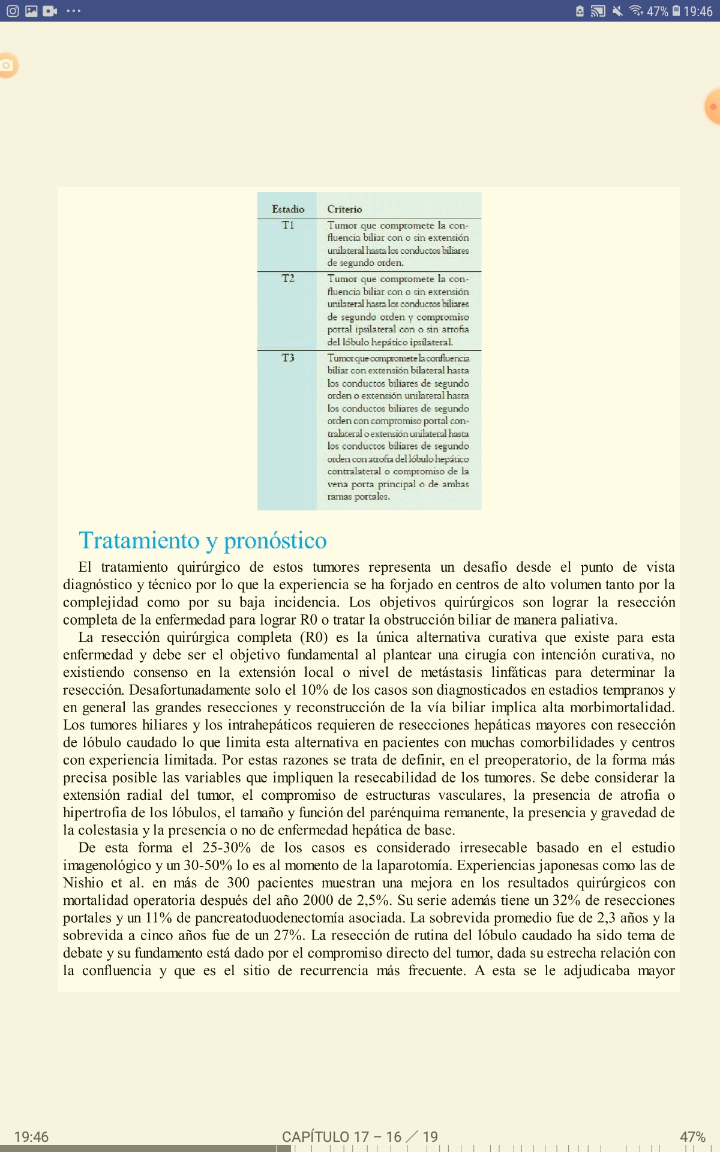 47% 19:46
Estadio Criterio
T1 Tumor que compromete la con-
fluencia biliar con o sin extensión
unilateral hasta los conductos biliares
de segundo orden.
T2 Tumor que compromete la con-
fluencia biliar con o sin extensión
unilateral hasta los conductos biliares
de segundo orden y compromiso
portal ipsilateral con o sin atrofia
del lóbulo hepático ipsilateral.
T3 Tumor que compromete la confluencia
biliar con extensión bilateral hasta
los conductos biliares de segundo
orden o extensión unilateral hasta
los conductos biliares de segundo
orden con compromiso portal con-
tralateral o extensión unilateral hasta
los conductos biliares de segundo
orden con atrofia del lóbulo hepático
contralateral o compromiso de la
vena porta principal o de ambas
ramas portales.
Tratamiento y pronóstico
El tratamiento quirúrgico de estos tumores representa un desafío desde el punto de vista
diagnóstico y técnico por lo que la experiencia se ha forjado en centros de alto volumen tanto por la
complejidad como por su baja incidencia. Los objetivos quirúrgicos son lograr la resección
completa de la enfermedad para lograr R0 o tratar la obstrucción biliar de manera paliativa.
La resección quirúrgica completa (R0) es la única alternativa curativa que existe para esta
enfermedad y debe ser el objetivo fundamental al plantear una cirugía con intención curativa, no
existiendo consenso en la extensión local o nivel de metástasis linfáticas para determinar la
resección. Desafortunadamente solo el 10% de los casos son diagnosticados en estadios tempranos y
en general las grandes resecciones y reconstrucción de la vía biliar implica alta morbimortalidad.
Los tumores hiliares y los intrahepáticos requieren de resecciones hepáticas mayores con resección
de lóbulo caudado lo que limita esta alternativa en pacientes con muchas comorbilidades y centros
con experiencia limitada. Por estas razones se trata de definir, en el preoperatorio, de la forma más
precisa posible las variables que impliquen la resecabilidad de los tumores. Se debe considerar la
extensión radial del tumor, el compromiso de estructuras vasculares, la presencia de atrofia o
hipertrofia de los lóbulos, el tamaño y función del parénquima remanente, la presencia y gravedad de
la colestasia y la presencia o no de enfermedad hepática de base.
De esta forma el 25-30% de los casos es considerado irresecable basado en el estudio
imagenológico y un 30-50% lo es al momento de la laparotomía. Experiencias japonesas como las de
Nishio et al. en más de 300 pacientes muestran una mejora en los resultados quirúrgicos con
mortalidad operatoria después del año 2000 de 2,5%. Su serie además tiene un 32% de resecciones
portales y un 11% de pancreatoduodenectomía asociada. La sobrevida promedio fue de 2,3 años y la
sobrevida a cinco años fue de un 27%. La resección de rutina del lóbulo caudado ha sido tema de
debate y su fundamento está dado por el compromiso directo del tumor, dada su estrecha relación con
la confluencia y que es el sitio de recurrencia más frecuente. A esta se le adjudicaba mayor
19:46 CAPÍTULO 17 – 16 / 19 47%